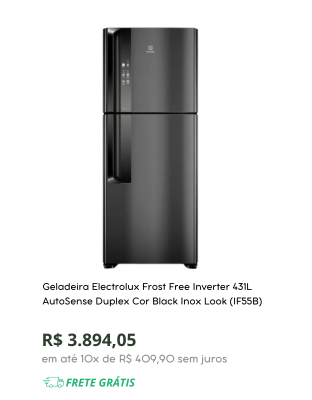 Geladeira Electrolux Frost Free Inverter 431L
AutoSense Duplex Cor Black Inox Look (IF55B)
R$ 3.894,05
em até 10x de R$ 409,90 sem juros
FRETE GRÁTIS